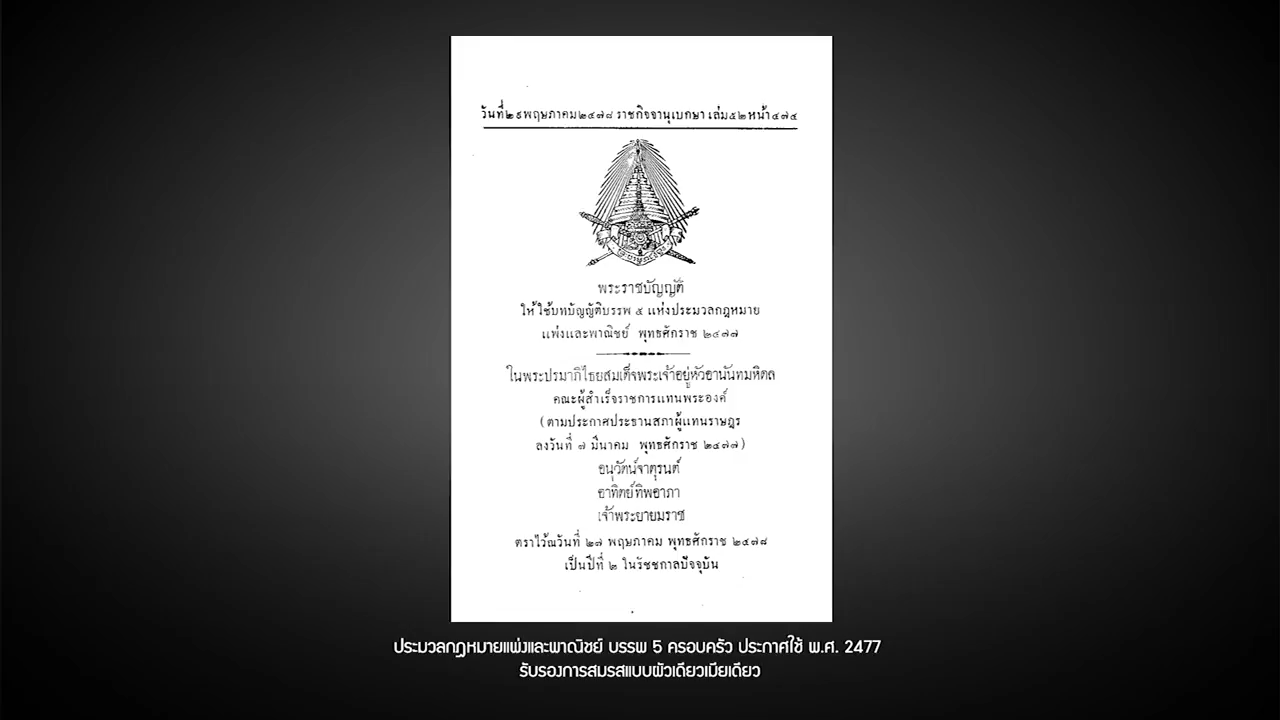 วันที่ ๒๙ พฤษภาคม ๒๔๗๘ ราชกิจจานุเบกษา เล่ม ๕๒ หน้า ๔๗๔
พระราชบัญญัติ
ให้ใช้บทบัญญัติบรรพ ๕ แห่งประมวลกฎหมาย
แพ่งและพาณิชย์ พุทธศักราช ๒๔๗๗
ในพระปรมาภิไธยสมเด็จพระเจ้าอยู่หัวอานันทมหิดล
คณะผู้สำเร็จราชการแทนพระองค์
(ตามประกาศประธานสภาผู้แทนราษฎร
ลงวันที่ ๗ มีนาคม พุทธศักราช ๒๔๗๗)
อนุวัตน์จาตุรนต์
อาทิตย์ทิพอาภา
เจ้าพระยายมราช
ตราไว้ณวันที่ ๒๗ พฤษภาคม พุทธศักราช ๒๔๗๘
เป็นปีที่ ๒ ในรัชชกาลปัจจุบัน
ประมวลกฎหมายแพ่งและพาณิชย์ บรรพ 5 ครอบครัว ประกาศใช้ พ.ศ. 2477
รับรองการสมรสแบบผัวเดียวเมียเดียว